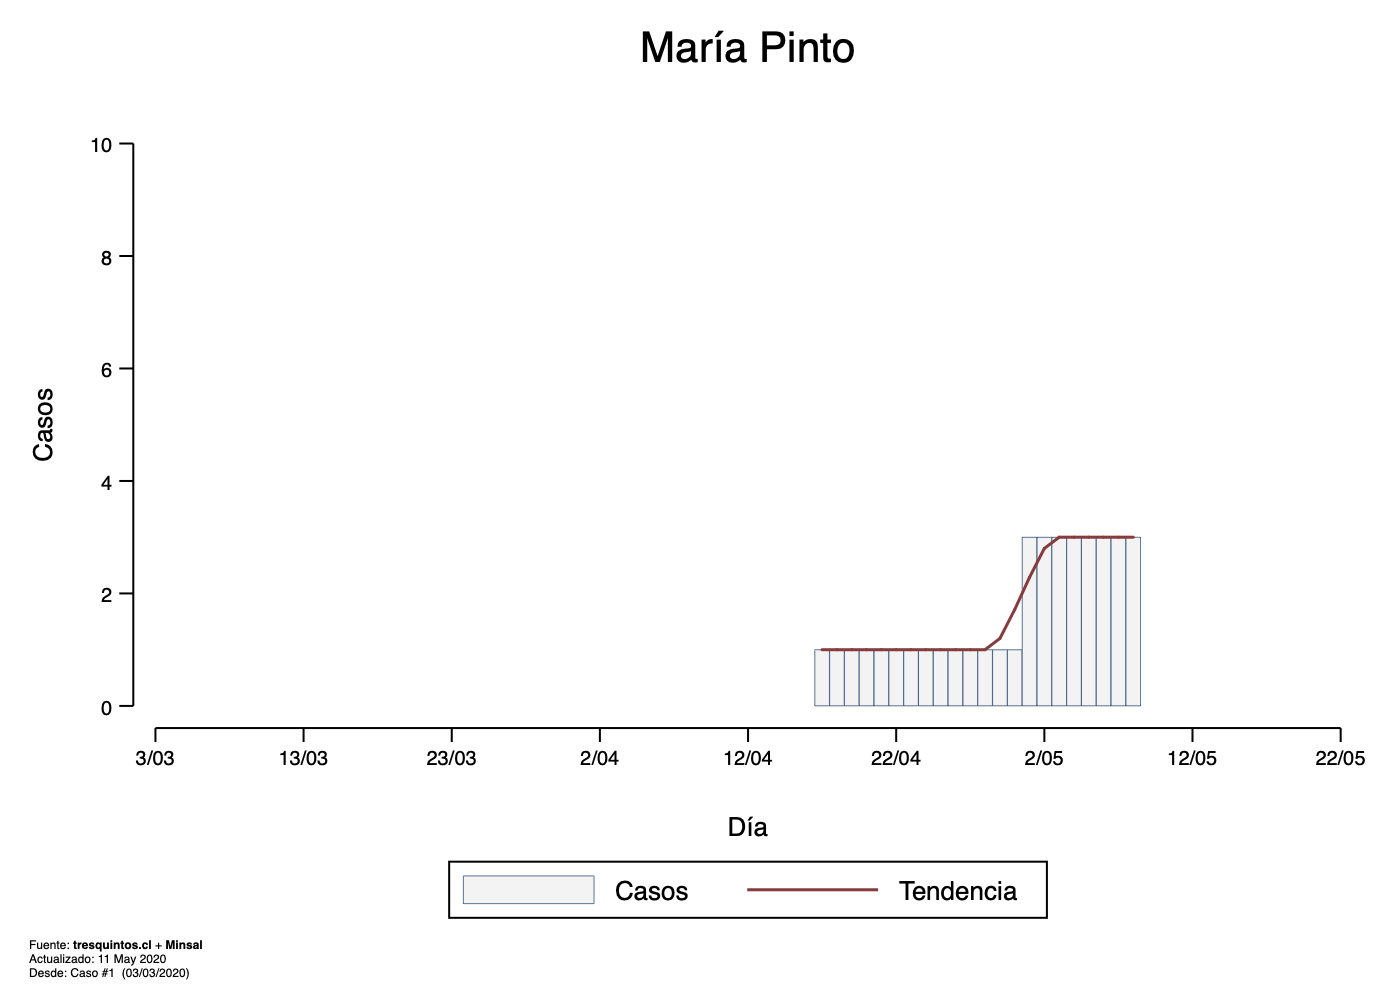 María Pinto
10
8
6
4
2
0
Casos
3/03 13/03 23/03 2/04 12/04 22/04 2/05 12/05 22/05
Día
Casos Tendencia
Fuente: tresquintos.cl + Minsal
Actualizado: 11 May 2020
Desde: Caso #1 (03/03/2020)